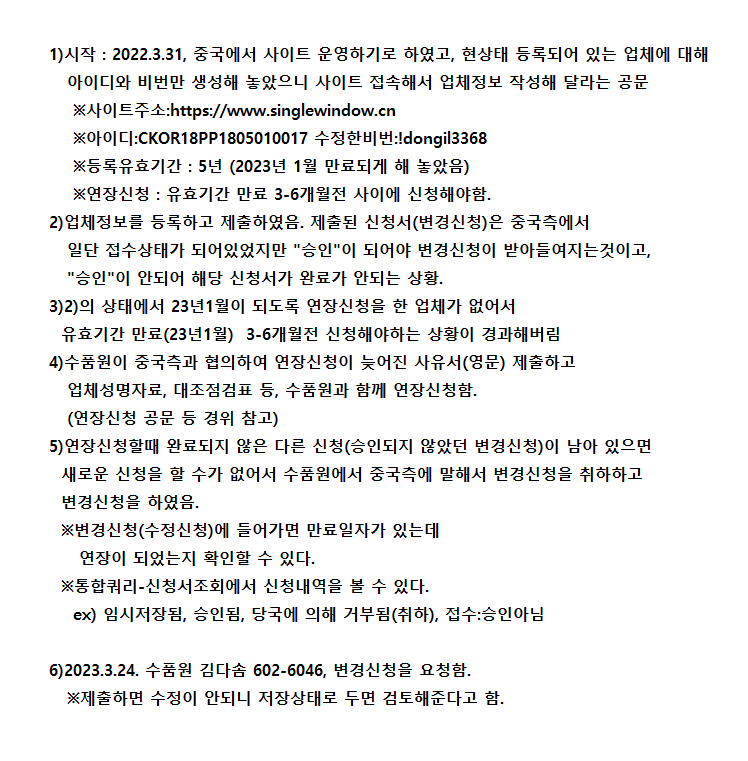 1)시작 : 2022.3.31, 중국에서 사이트 운영하기로 하였고, 현상태 등록되어 있는 업체에 대해
아이디와 비번만 생성해 놓았으니 사이트 접속해서 업체정보 작성해 달라는 공문
※사이트주소:https://www.singlewindow.cn
※아이디:CKOR18PP1805010017 수정한비번:!dongil3368
※등록유효기간 : 5년 (2023년 1월 만료되게 해 놓았음)
※연장신청 : 유효기간 만료 3-6개월전 사이에 신청해야함.
2)업체정보를 등록하고 제출하였음. 제출된 신청서(변경신청)은 중국측에서
일단 접수상태가 되어있었지만 "승인"이 되어야 변경신청이 받아들여지는것이고,
"승인"이 안되어 해당 신청서가 완료가 안되는 상황.
3)2)의 상태에서 23년1월이 되도록 연장신청을 한 업체가 없어서
유효기간 만료(23년1월) 3-6개월전 신청해야하는 상황이 경과해버림
4)수품원이 중국측과 협의하여 연장신청이 늦어진 사유서(영문) 제출하고
업체성명자료, 대조점검표 등, 수품원과 함께 연장신청함.
(연장신청 공문 등 경위 참고)
5)연장신청할때 완료되지 않은 다른 신청(승인되지 않았던 변경신청)이 남아 있으면
새로운 신청을 할 수가 없어서 수품원에서 중국측에 말해서 변경신청을 취하하고
변경신청을 하였음.
※변경신청(수정신청)에 들어가면 만료일자가 있는데
연장이 되었는지 확인할 수 있다.
※통합쿼리-신청서조회에서 신청내역을 볼 수 있다.
ex) 임시저장됨, 승인됨, 당국에 의해 거부됨(취하), 접수:승인아님
6)2023.3.24. 수품원 김다솜 602-6046, 변경신청을 요청함.
※제출하면 수정이 안되니 저장상태로 두면 검토해준다고 함.